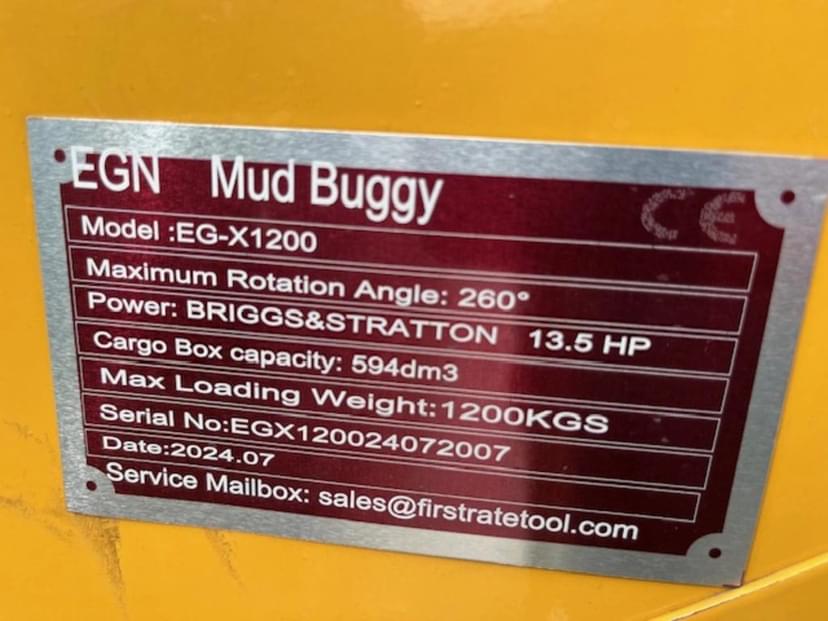 EGN Mud Buggy
CE
Model :EG-X1200
Maximum Rotation Angle: 260°
Power: BRIGGS&STRATTON 13.5 HP
Cargo Box capacity: 594dm3
Max Loading Weight:1200KGS
Serial No:EGX120024072007
Date:2024.07
Service Mailbox: sales@firstratetool.com